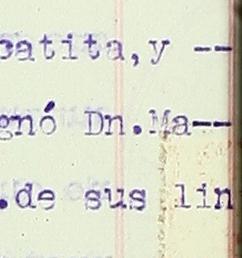 patita,y --
gnó Dn.Ma--
.de sus lin